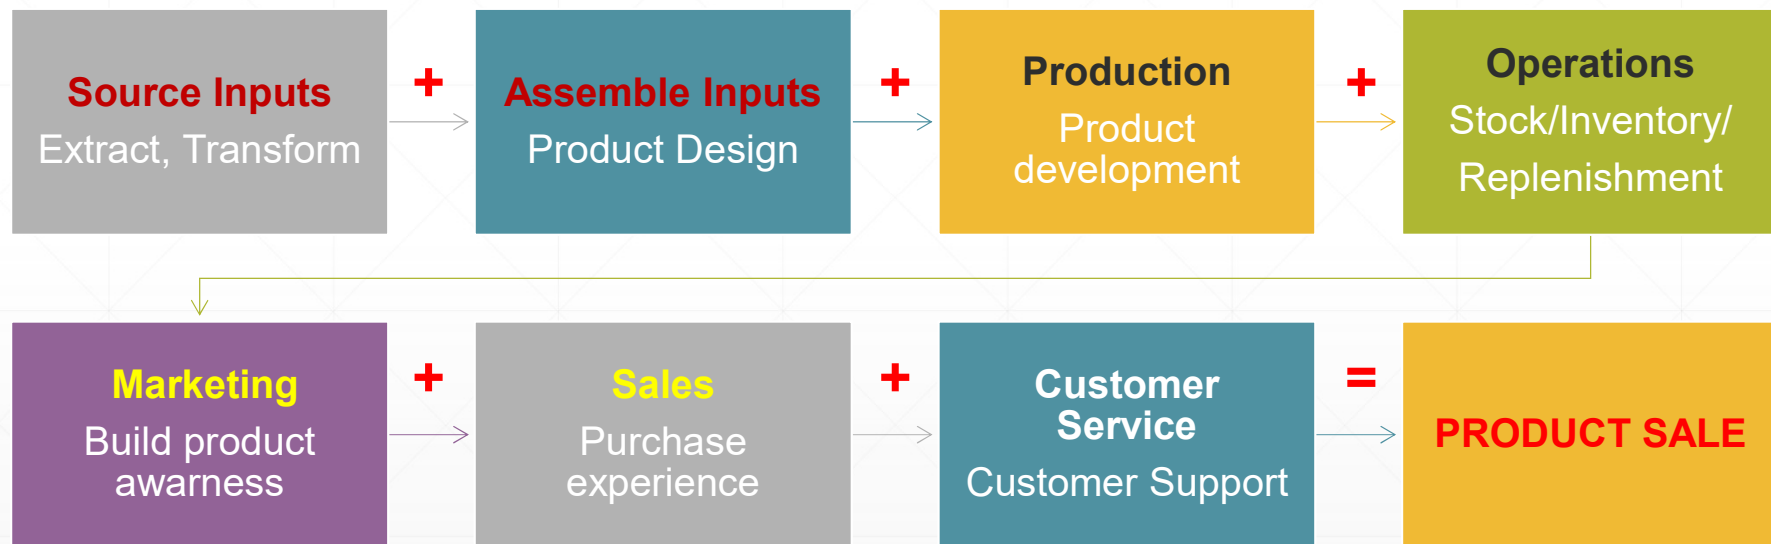 Source Inputs
Extract, Transform
+
Assemble Inputs
Product Design
+
Production
Product
development
+
Operations
Stock/Inventory/
Replenishment
Marketing
Build product
awarness
+
Sales
Purchase
experience
+
Customer
Service
Customer Support
=
PRODUCT SALE